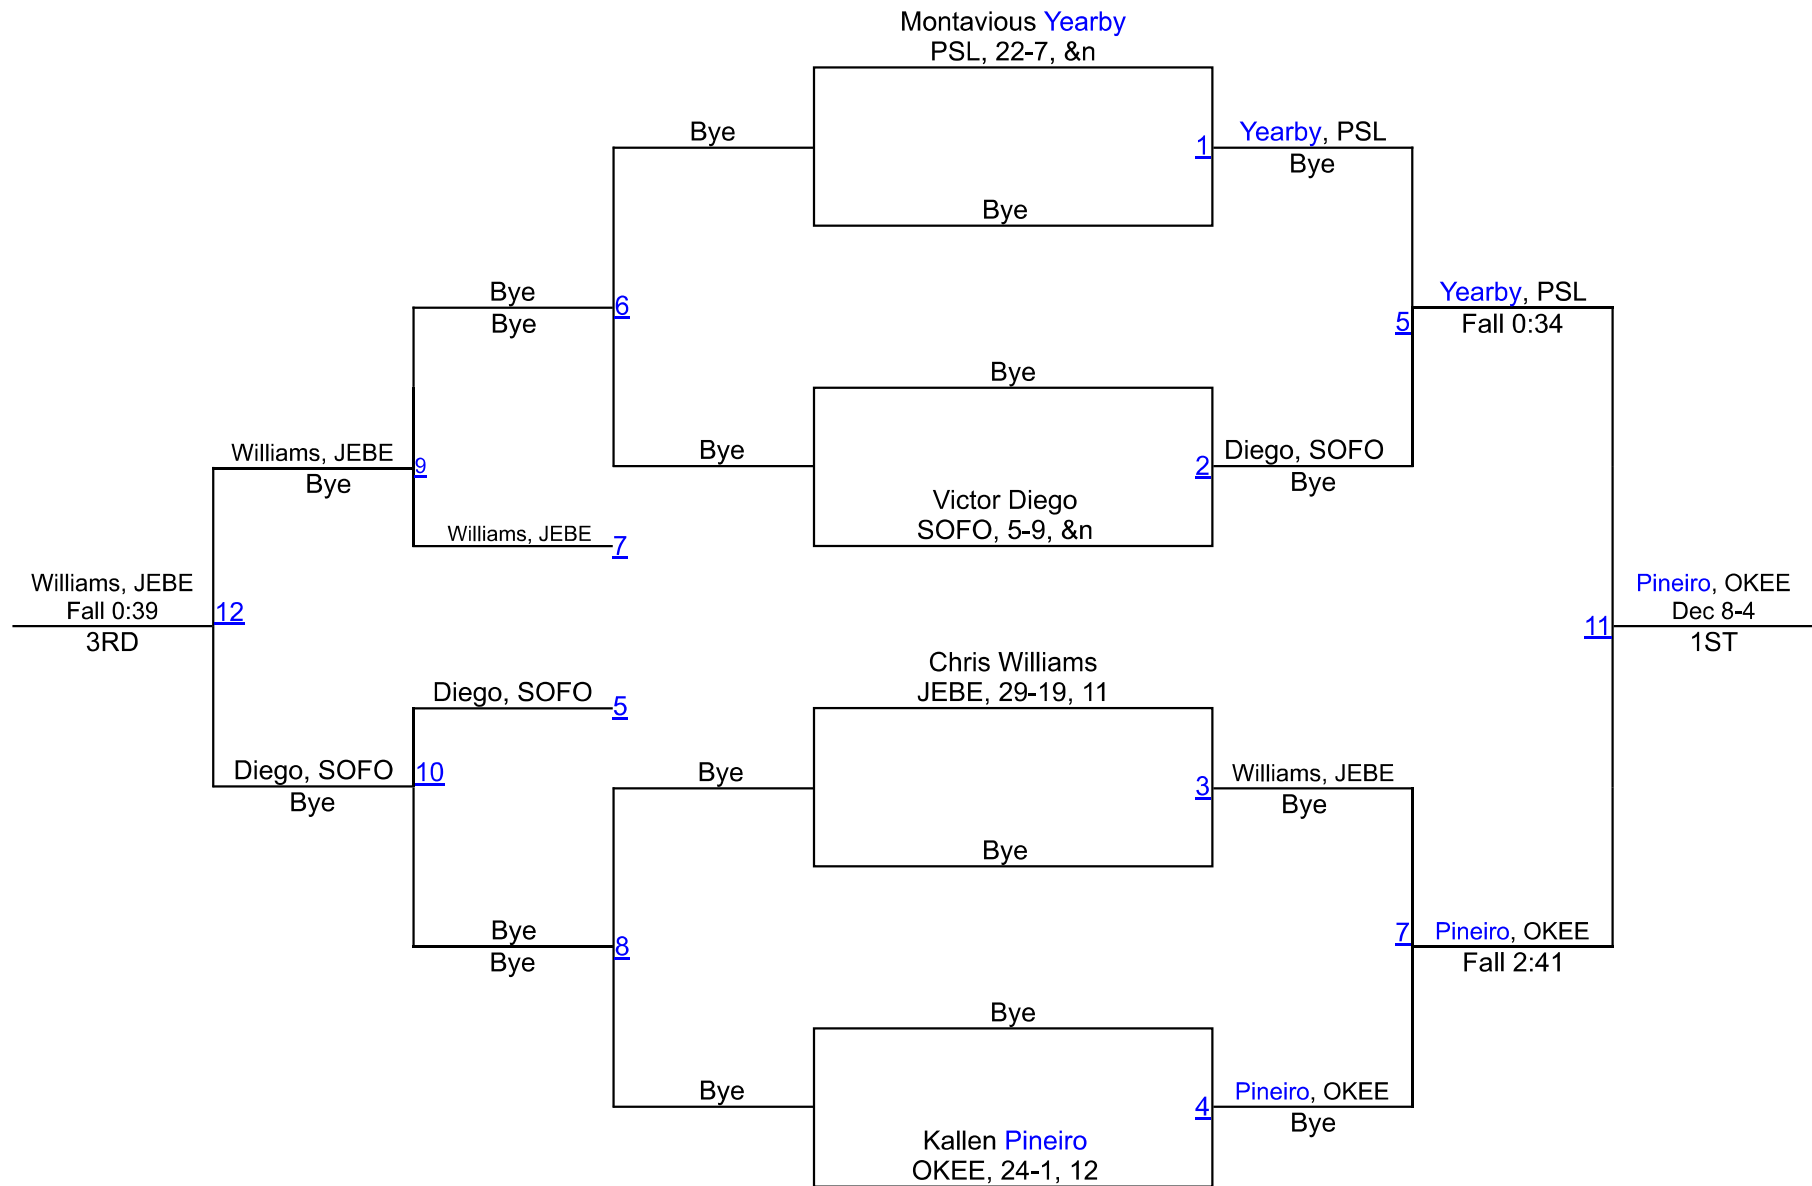 Montavious Yearby
PSL, 22-7, &n
Bye
1
Yearby, PSL
Bye
Bye
Bye
Bye
6
Yearby, PSL
5
Fall 0:34
Bye
Williams, JEBE
9
Bye
Bye
2
Diego, SOFO
Bye
Victor Diego
SOFO, 5-9, &n
Williams, JEBE
7
Williams, JEBE
Fall 0:39
12
3RD
Pineiro, OKEE
Dec 8-4
11
1ST
Chris Williams
JEBE, 29-19, 11
Diego, SOFO
5
Diego, SOFO
10
Bye
Bye
3
Williams, JEBE
Bye
Bye
Bye
8
Bye
7
Pineiro, OKEE
Fall 2:41
Bye
Bye
4
Pineiro, OKEE
Bye
Kallen Pineiro
OKEE, 24-1, 12